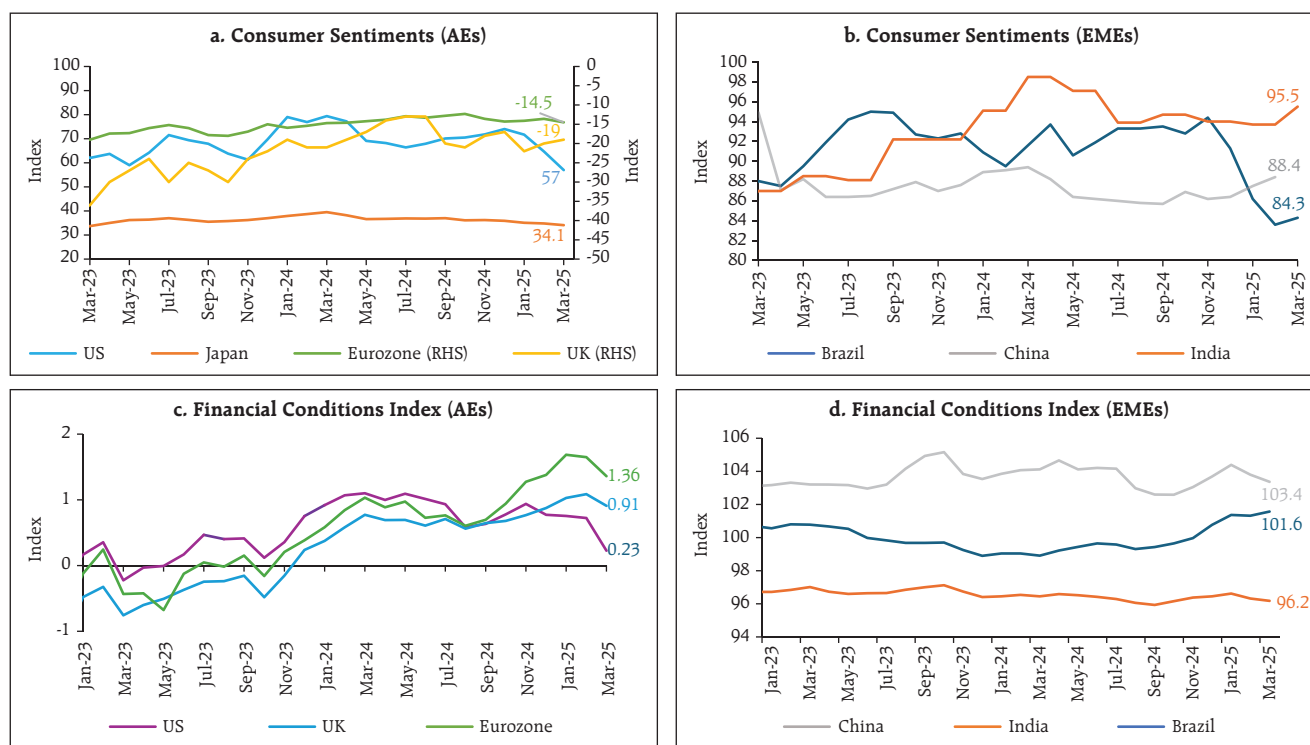 a. Consumer Sentiments (AEs)
100
90
80
70
60
50
40
30
20
Index
0
-5
-10
-15
-20
-25
-30
-35
-40
-45
-50
Index
-14.5
-19
57
34.1
Mar-23
May-23
Jul-23
Sep-23
Nov-23
Jan-24
Mar-24
May-24
Jul-24
Sep-24
Nov-24
Jan-25
Mar-25
US Japan Eurozone (RHS) UK (RHS)
b. Consumer Sentiments (EMEs)
100
98
96
94
92
90
88
86
84
82
80
Index
95.5
88.4
84.3
Mar-23
May-23
Jul-23
Sep-23
Nov-23
Jan-24
Mar-24
May-24
Jul-24
Sep-24
Nov-24
Jan-25
Mar-25
Brazil China India
c. Financial Conditions Index (AEs)
2
1
0
-1
Index
1.36
0.91
0.23
Jan-23
Mar-23
May-23
Jul-23
Sep-23
Nov-23
Jan-24
Mar-24
May-24
Jul-24
Sep-24
Nov-24
Jan-25
Mar-25
US UK Eurozone
d. Financial Conditions Index (EMEs)
106
104
102
100
98
96
94
Index
103.4
101.6
96.2
Jan-23
Mar-23
May-23
Jul-23
Sep-23
Nov-23
Jan-24
Mar-24
May-24
Jul-24
Sep-24
Nov-24
Jan-25
Mar-25
China India Brazil